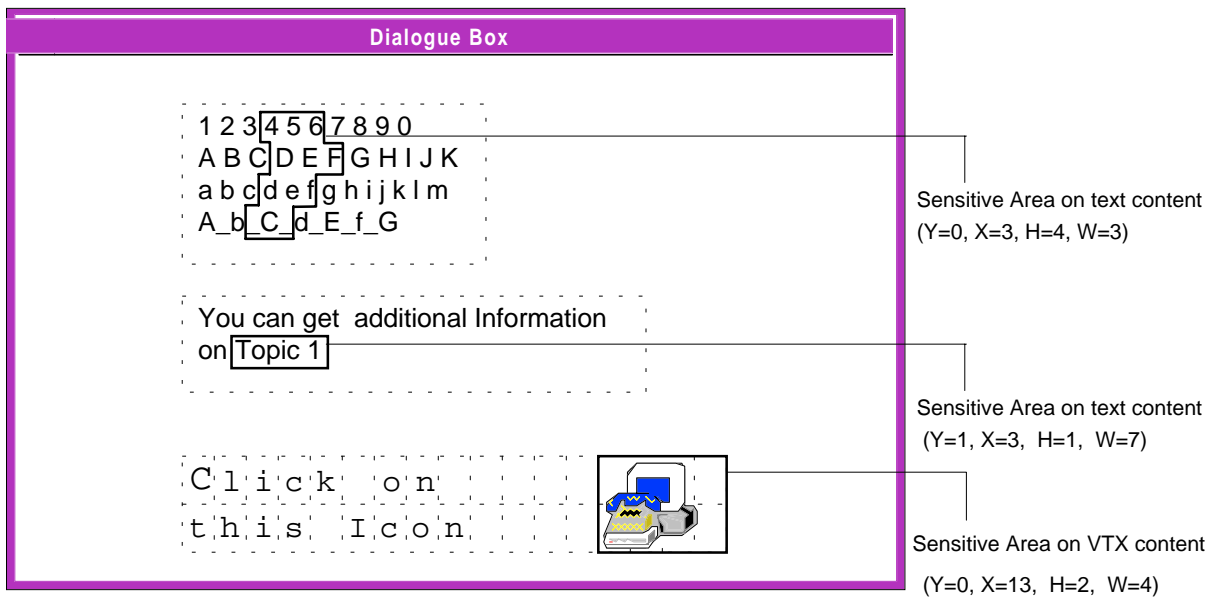 Dialogue Box
1 2 3 4 5 6 7 8 9 0
A B C D E F G H I J K
a b c d e f g h i j k l m
A_b_C_d_E_f_G
Sensitive Area on text content
(Y=0, X=3, H=4, W=3)
You can get additional Information
on Topic 1
Sensitive Area on text content
(Y=1, X=3, H=1, W=7)
Click on
this Icon
Sensitive Area on VTX content
(Y=0, X=13, H=2, W=4)